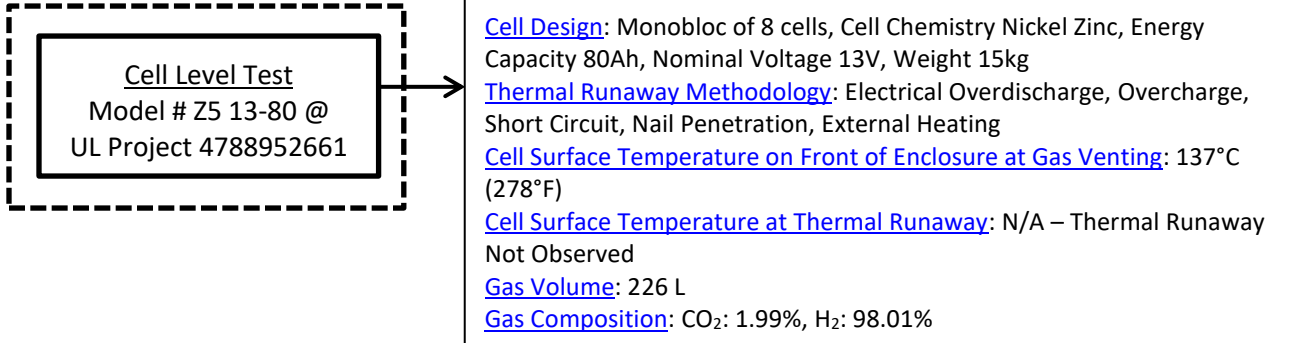 Cell Level Test
Model # Z5 13-80 @
UL Project 4788952661
Cell Design: Monobloc of 8 cells, Cell Chemistry Nickel Zinc, Energy
Capacity 80Ah, Nominal Voltage 13V, Weight 15kg
Thermal Runaway Methodology: Electrical Overdischarge, Overcharge,
Short Circuit, Nail Penetration, External Heating
Cell Surface Temperature on Front of Enclosure at Gas Venting: 137°C
(278°F)
Cell Surface Temperature at Thermal Runaway: N/A – Thermal Runaway
Not Observed
Gas Volume: 226 L
Gas Composition: CO₂: 1.99%, H₂: 98.01%